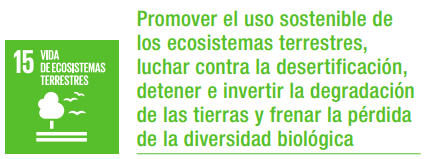 15 VIDA
DE ECOSISTEMAS
TERRESTRES
Promover el uso sostenible de
los ecosistemas terrestres,
luchar contra la desertificación,
detener e invertir la degradación
de las tierras y frenar la pérdida
de la diversidad biológica